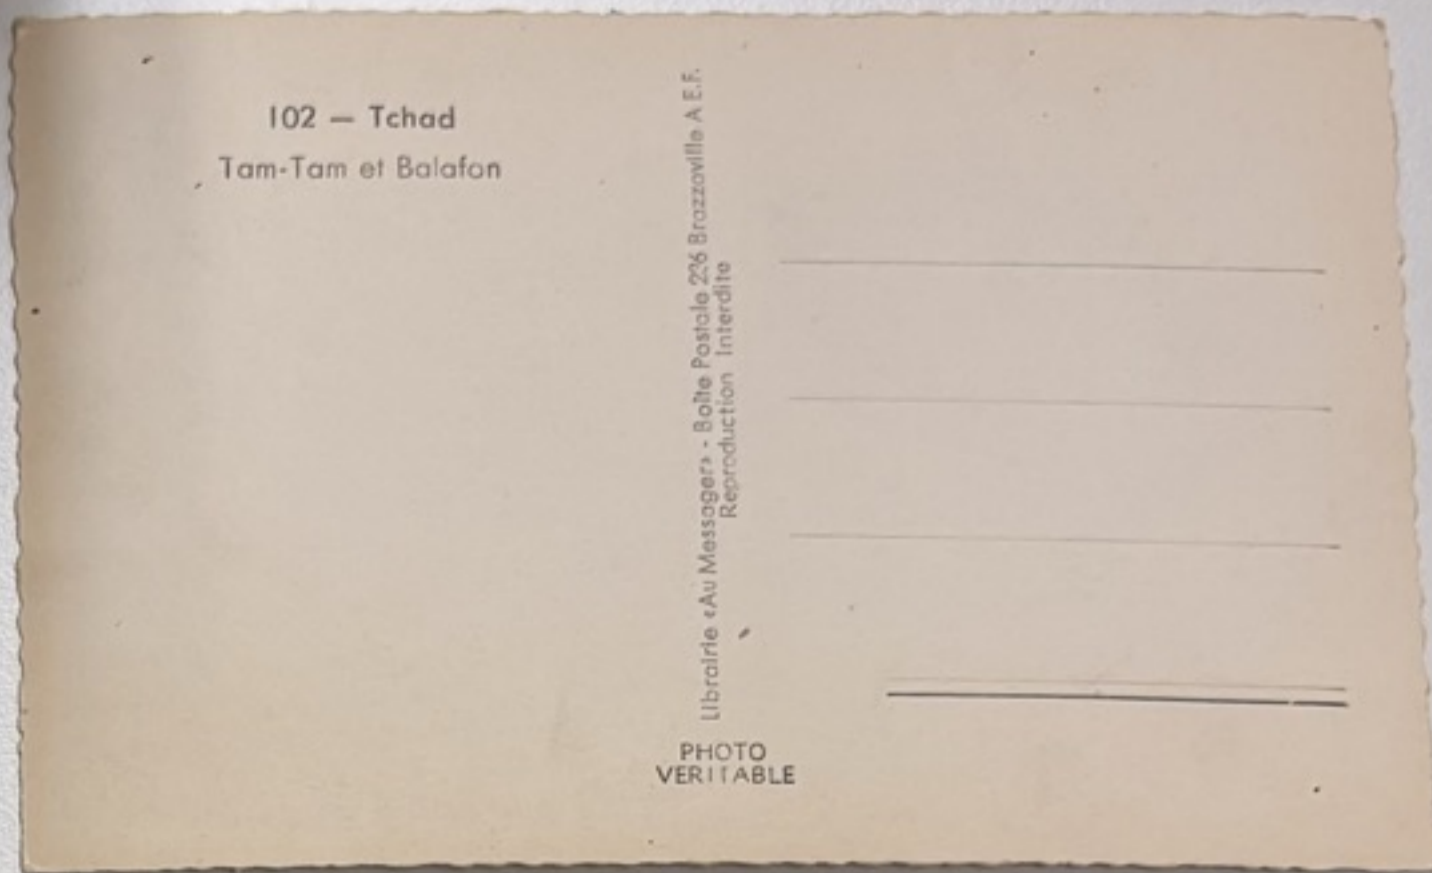 102 — Tchad
Tam-Tam et Balafon
Librairie «Au Messager» - Boîte Postale 226 Brazzaville A E.F.
Reproduction Interdite
PHOTO
VERITABLE